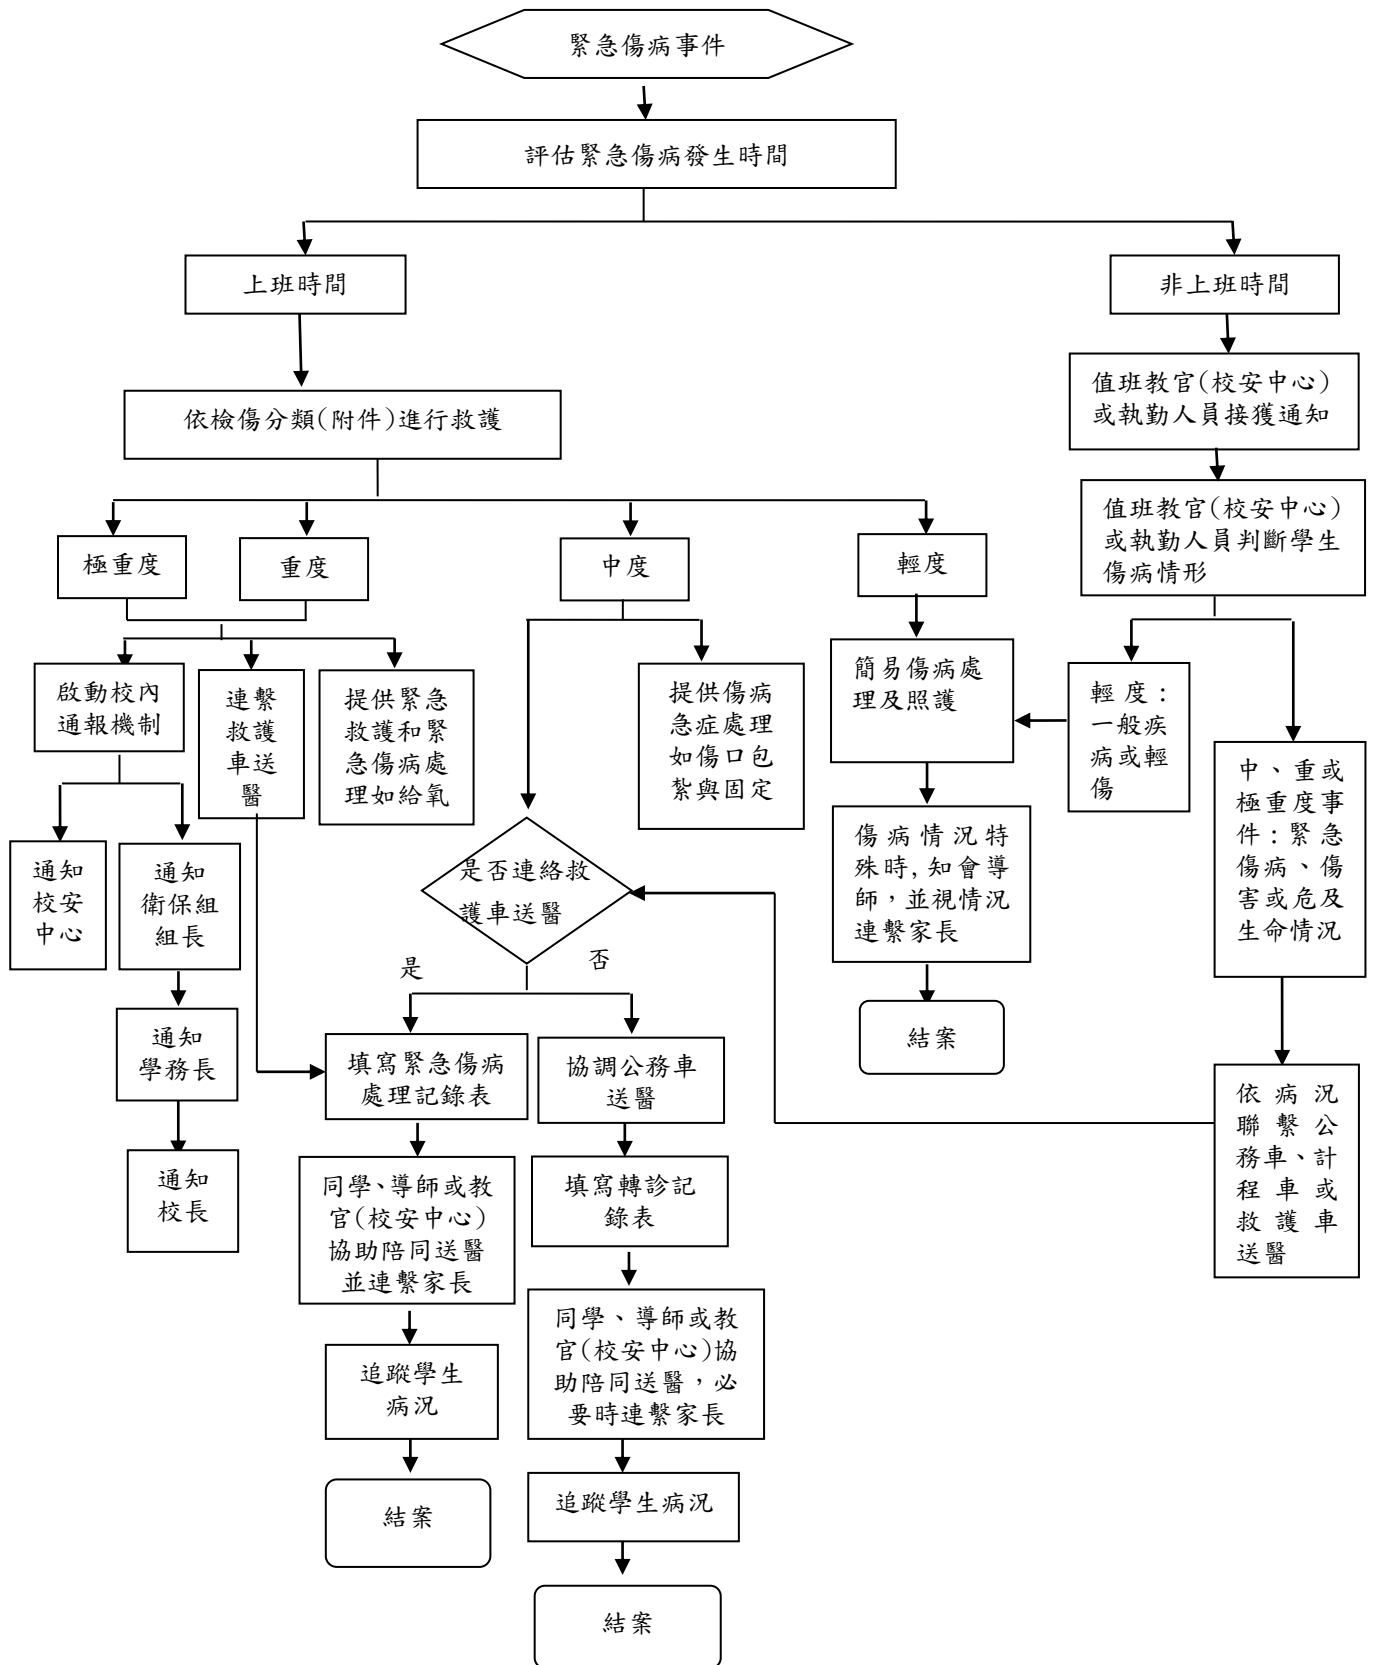 緊急傷病事件
評估緊急傷病發生時間
上班時間
非上班時間
值班教官(校安中心)
或執勤人員接獲通知
依檢傷分類(附件)進行救護
值班教官(校安中心)
或執勤人員判斷學生
傷病情形
極重度
重度
中度
輕度
啟動校內
通報機制
連繫
救護
車送
醫
提供緊急
救護和緊
急傷病處
理如給氧
提供傷病
急症處理
如傷口包
紮與固定
簡易傷病處
理及照護
輕度：
一般疾
病或輕
傷
中、重或
極重度事
件：緊急
傷病、傷
害或危及
生命情況
通知
校安
中心
通知
衛保組
組長
是否連絡救
護車送醫
傷病情況特
殊時,知會導
師，並視情況
連繫家長
是
否
通知
學務長
填寫緊急傷病
處理記錄表
協調公務車
送醫
結案
依病況
聯繫公
務車、計
程車或
救護車
送醫
通知
校長
同學、導師或教
官(校安中心)
協助陪同送醫
並連繫家長
填寫轉診記
錄表
追蹤學生
病況
同學、導師或教
官(校安中心)協
助陪同送醫，必
要時連繫家長
結案
追蹤學生病況
結案